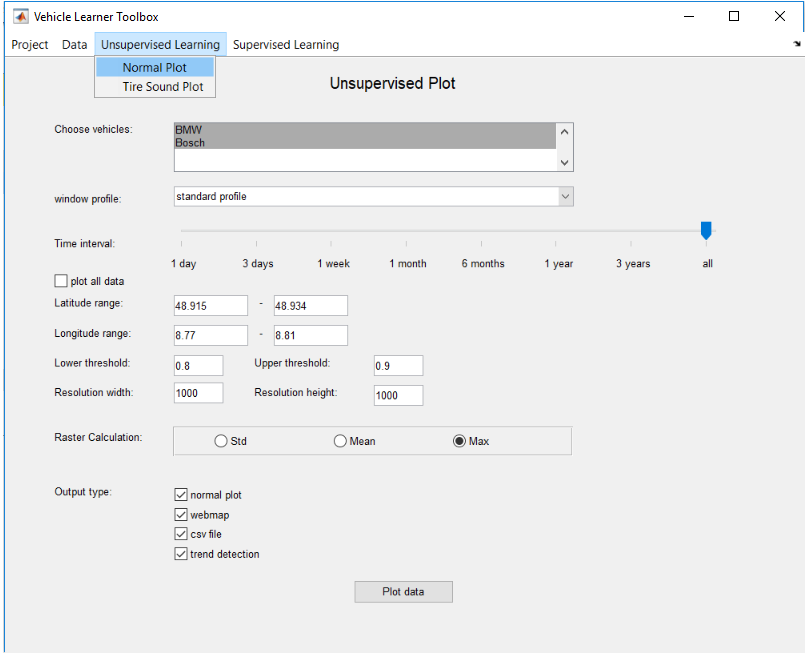 Vehicle Learner Toolbox
Project Data Unsupervised Learning Supervised Learning
Normal Plot
Tire Sound Plot
Unsupervised Plot
Choose vehicles:
BMW
Bosch
window profile:
standard profile
Time interval:
1 day 3 days 1 week 1 month 6 months 1 year 3 years all
plot all data
Latitude range: 48.915 - 48.934
Longitude range: 8.77 - 8.81
Lower threshold: 0.8 Upper threshold: 0.9
Resolution width: 1000 Resolution height: 1000
Raster Calculation: Std Mean Max
Output type:
normal plot
webmap
csv file
trend detection
Plot data